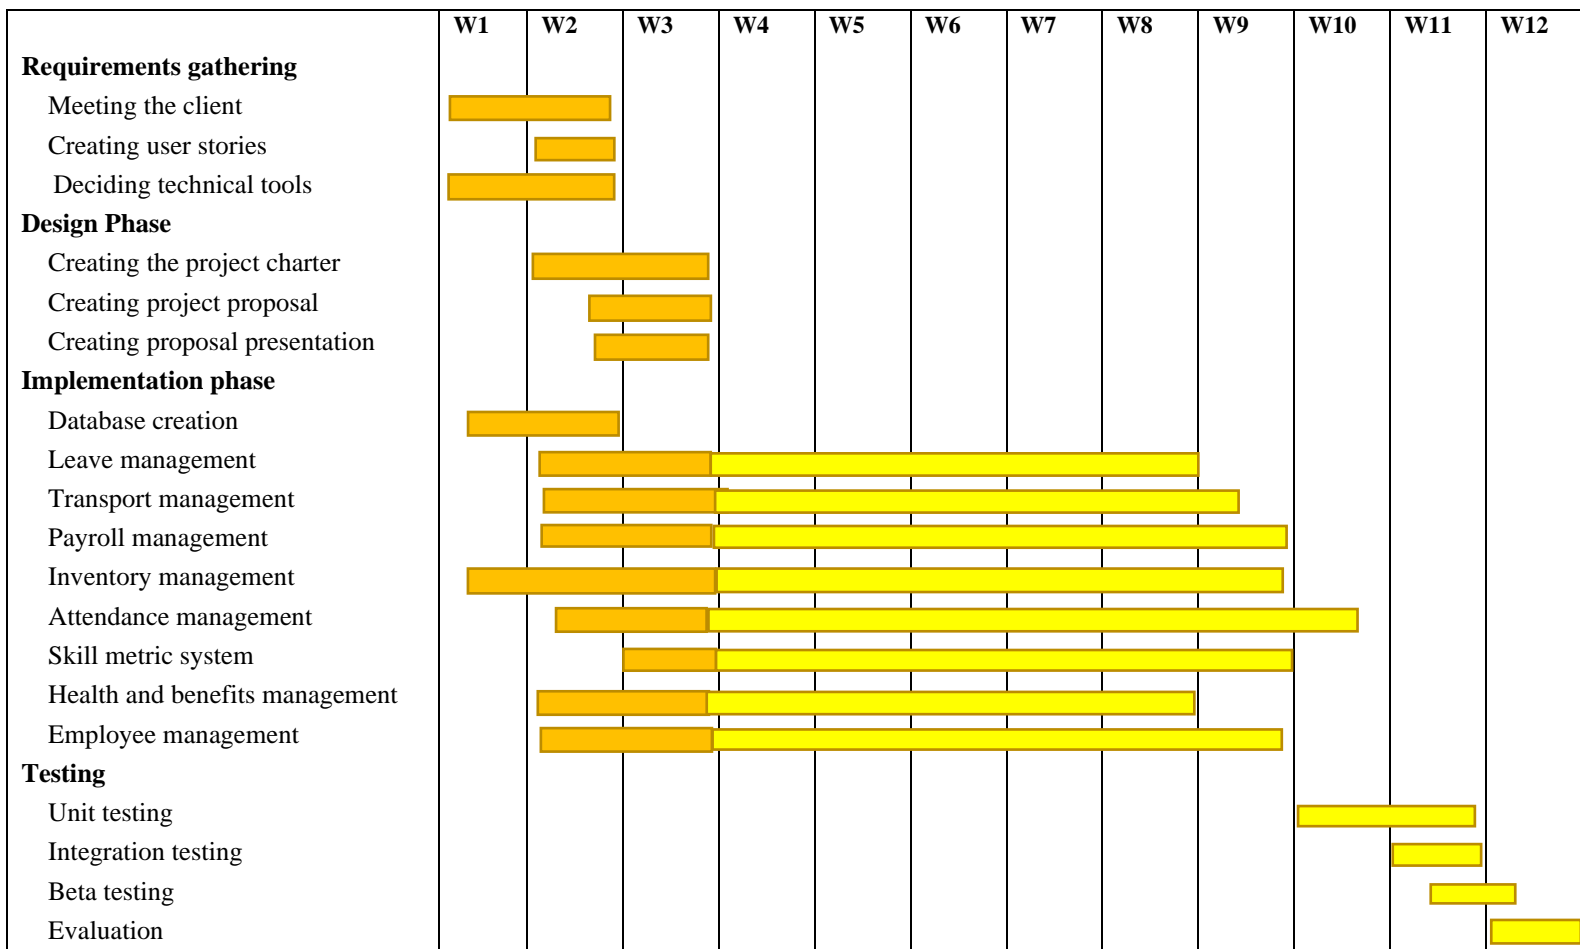 W1 W2 W3 W4 W5 W6 W7 W8 W9 W10 W11 W12
Requirements gathering
Meeting the client
Creating user stories
Deciding technical tools
Design Phase
Creating the project charter
Creating project proposal
Creating proposal presentation
Implementation phase
Database creation
Leave management
Transport management
Payroll management
Inventory management
Attendance management
Skill metric system
Health and benefits management
Employee management
Testing
Unit testing
Integration testing
Beta testing
Evaluation